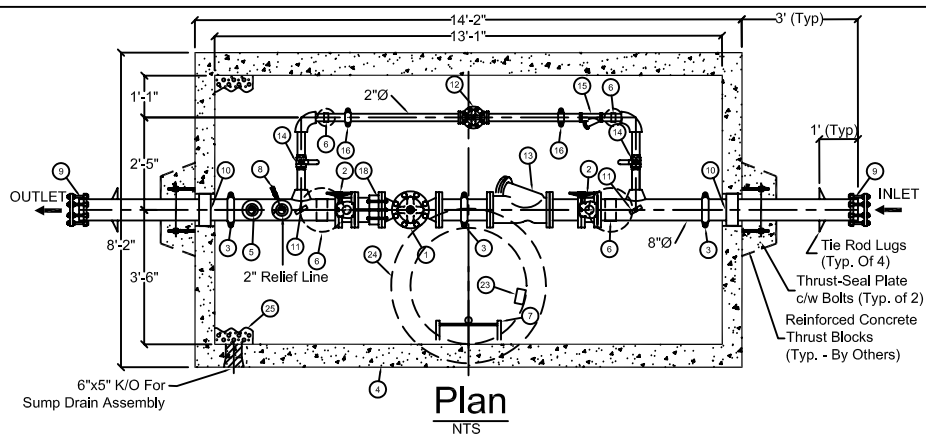 14'-2"
3' (Typ)
13'-1"
12
15
6
2"Ø
1'-1"
1' (Typ)
6
16
16
14
14
13
2'-5"
9
10
8
2
18
2
11
10
9
OUTLET
INLET
8'-2"
3
5
11
6
1
3
6
8"Ø
3
24
2" Relief Line
Tie Rod Lugs
(Typ. Of 4)
3'-6"
Thrust-Seal Plate
c/w Bolts (Typ. of 2)
23
25
7
Reinforced Concrete
Thrust Blocks
(Typ. - By Others)
6"x5" K/O For
Sump Drain Assembly
4
Plan
NTS